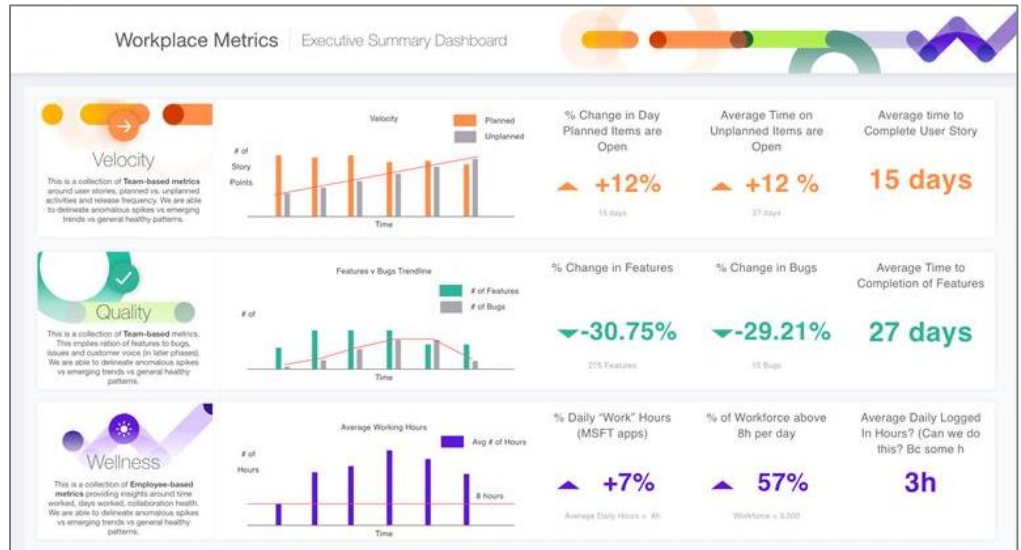 Workplace Metrics | Executive Summary Dashboard
Velocity
This is a collection of Team-based metrics
around user stories, planned vs. unplanned
activities and release frequency. We are able
to delineate anomalous spikes vs emerging
trends vs general healthy patterns.
Velocity
Planned
Unplanned
# of
Story
Points
Time
% Change in Day
Planned Items are
Open
+12%
15 days
Average Time on
Unplanned Items are
Open
+12 %
27 days
Average time to
Complete User Story
15 days
Quality
This is a collection of Team-based metrics.
This implies ration of features to bugs,
issues and customer voice (in later phases).
We are able to delineate anomalous spikes
vs emerging trends vs general healthy
patterns.
Features v Bugs Trendline
# of Features
# of Bugs
# of
Time
% Change in Features
-30.75%
275 Features
% Change in Bugs
-29.21%
15 Bugs
Average Time to
Completion of Features
27 days
Wellness
This is a collection of Employee-based
metrics providing insights around time
worked, days worked, collaboration health.
We are able to delineate anomalous spikes
vs emerging trends vs general healthy
patterns.
Average Working Hours
Avg # of Hours
# of
Hours
8 hours
Time
% Daily "Work" Hours
(MSFT apps)
+7%
Average Daily Hours = 4h
% of Workforce above
8h per day
57%
Workforce =
Average Daily Logged
In Hours? (Can we do
this? Bc some h
3h